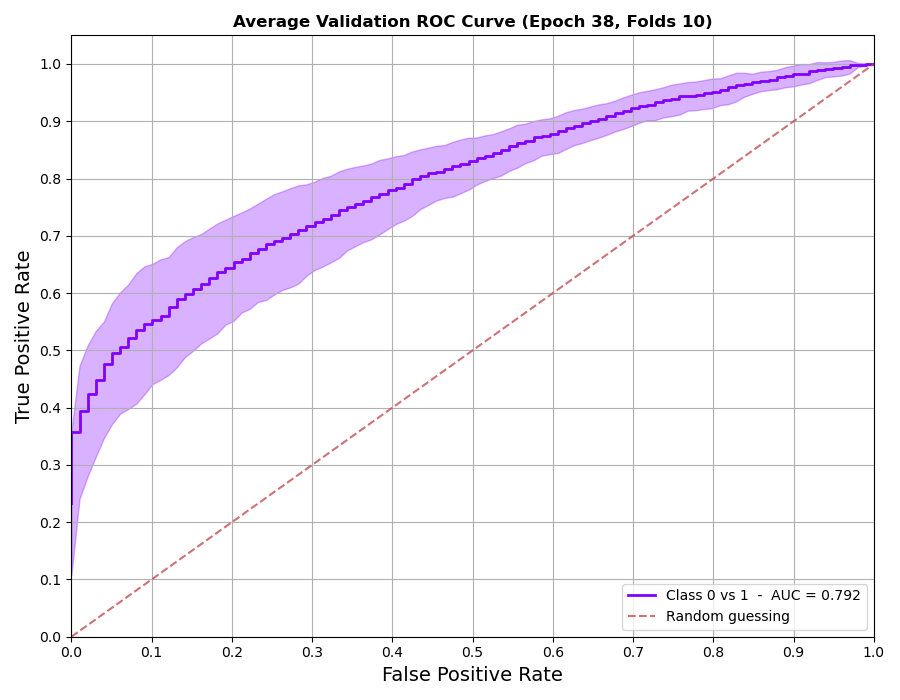 Average Validation ROC Curve (Epoch 38, Folds 10)
True Positive Rate
1.0
0.9
0.8
0.7
0.6
0.5
0.4
0.3
0.2
0.1
0.0
0.0 0.1 0.2 0.3 0.4 0.5 0.6 0.7 0.8 0.9 1.0
False Positive Rate
Class 0 vs 1 - AUC = 0.792
Random guessing